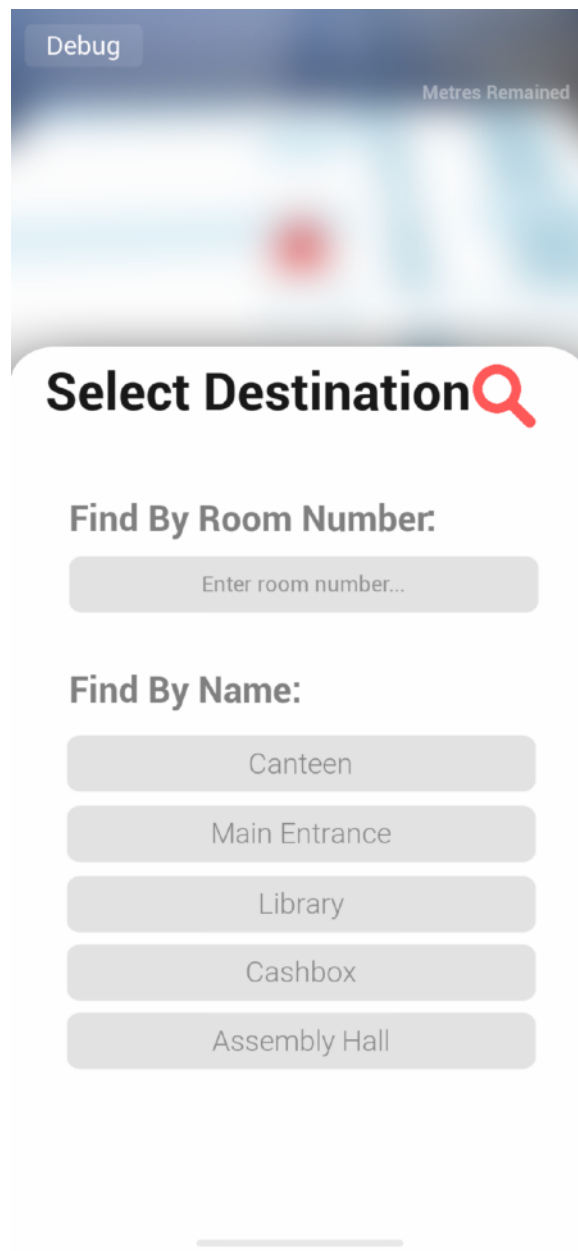 Debug
Metres Remained
Select Destination
Find By Room Number:
Enter room number...
Find By Name:
Canteen
Main Entrance
Library
Cashbox
Assembly Hall